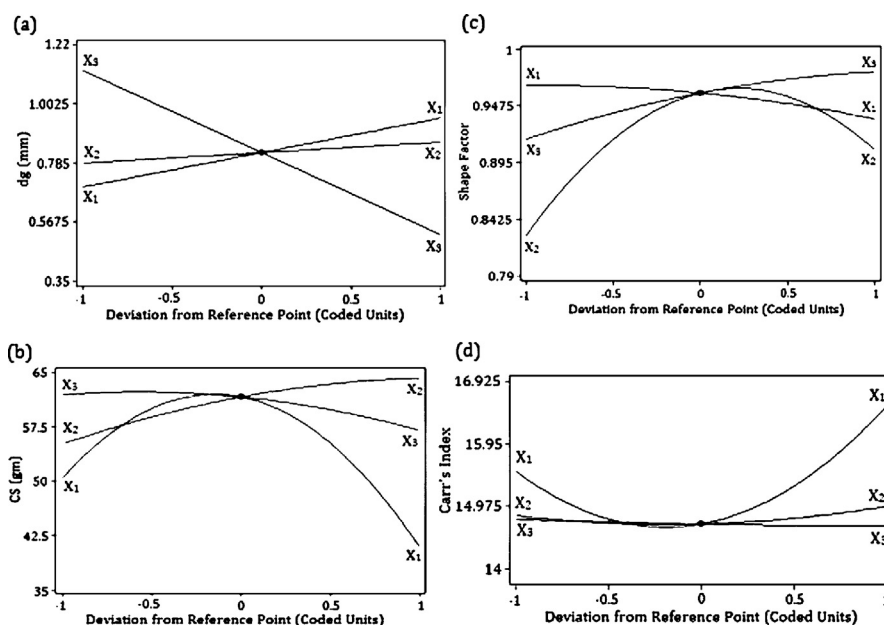 (a)
1.22
1.0025
0.785
0.5675
0.35
dg (mm)
X3
X2
X1
X1
X2
X3
-1
-0.5
0
0.5
1
Deviation from Reference Point (Coded Units)
(c)
1
0.9475
0.895
0.8425
0.79
Shape Factor
X1
X3
X2
X3
X1
X2
-1
-0.5
0
0.5
1
Deviation from Reference Point (Coded Units)
(b)
65
57.5
50
42.5
35
CS (gm)
X3
X2
X1
X2
X3
X1
-1
-0.5
0
0.5
1
Deviation from Reference Point (Coded Units)
(d)
16.925
15.95
14.975
14
Carr's Index
X1
X2
X3
X1
X2
X3
-1
-0.5
0
0.5
1
Deviation from Reference Point (Coded Units)